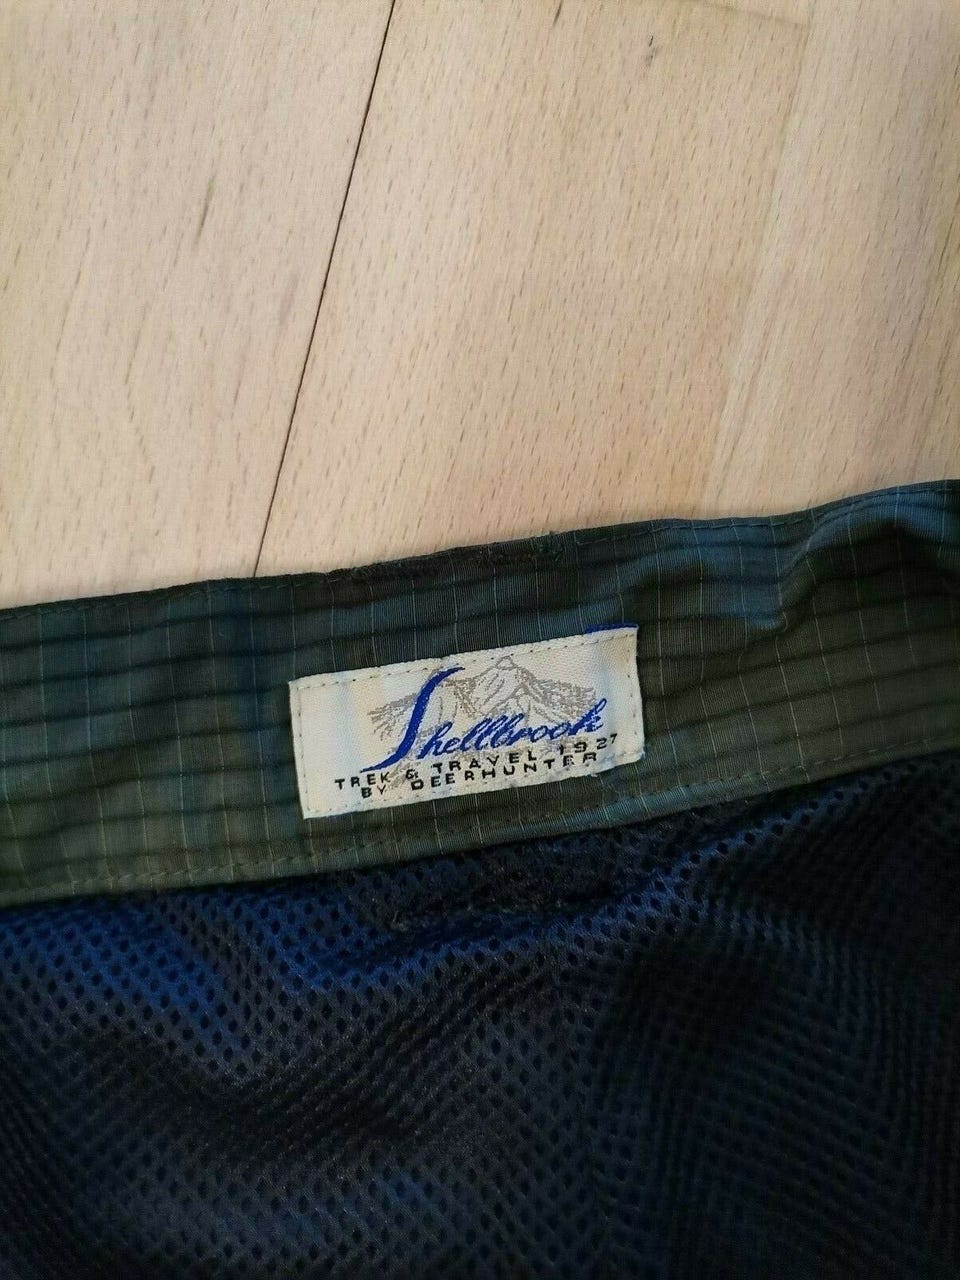 Shellbrook
TREK & TRAVEL 1927
BY DEERHUNTER